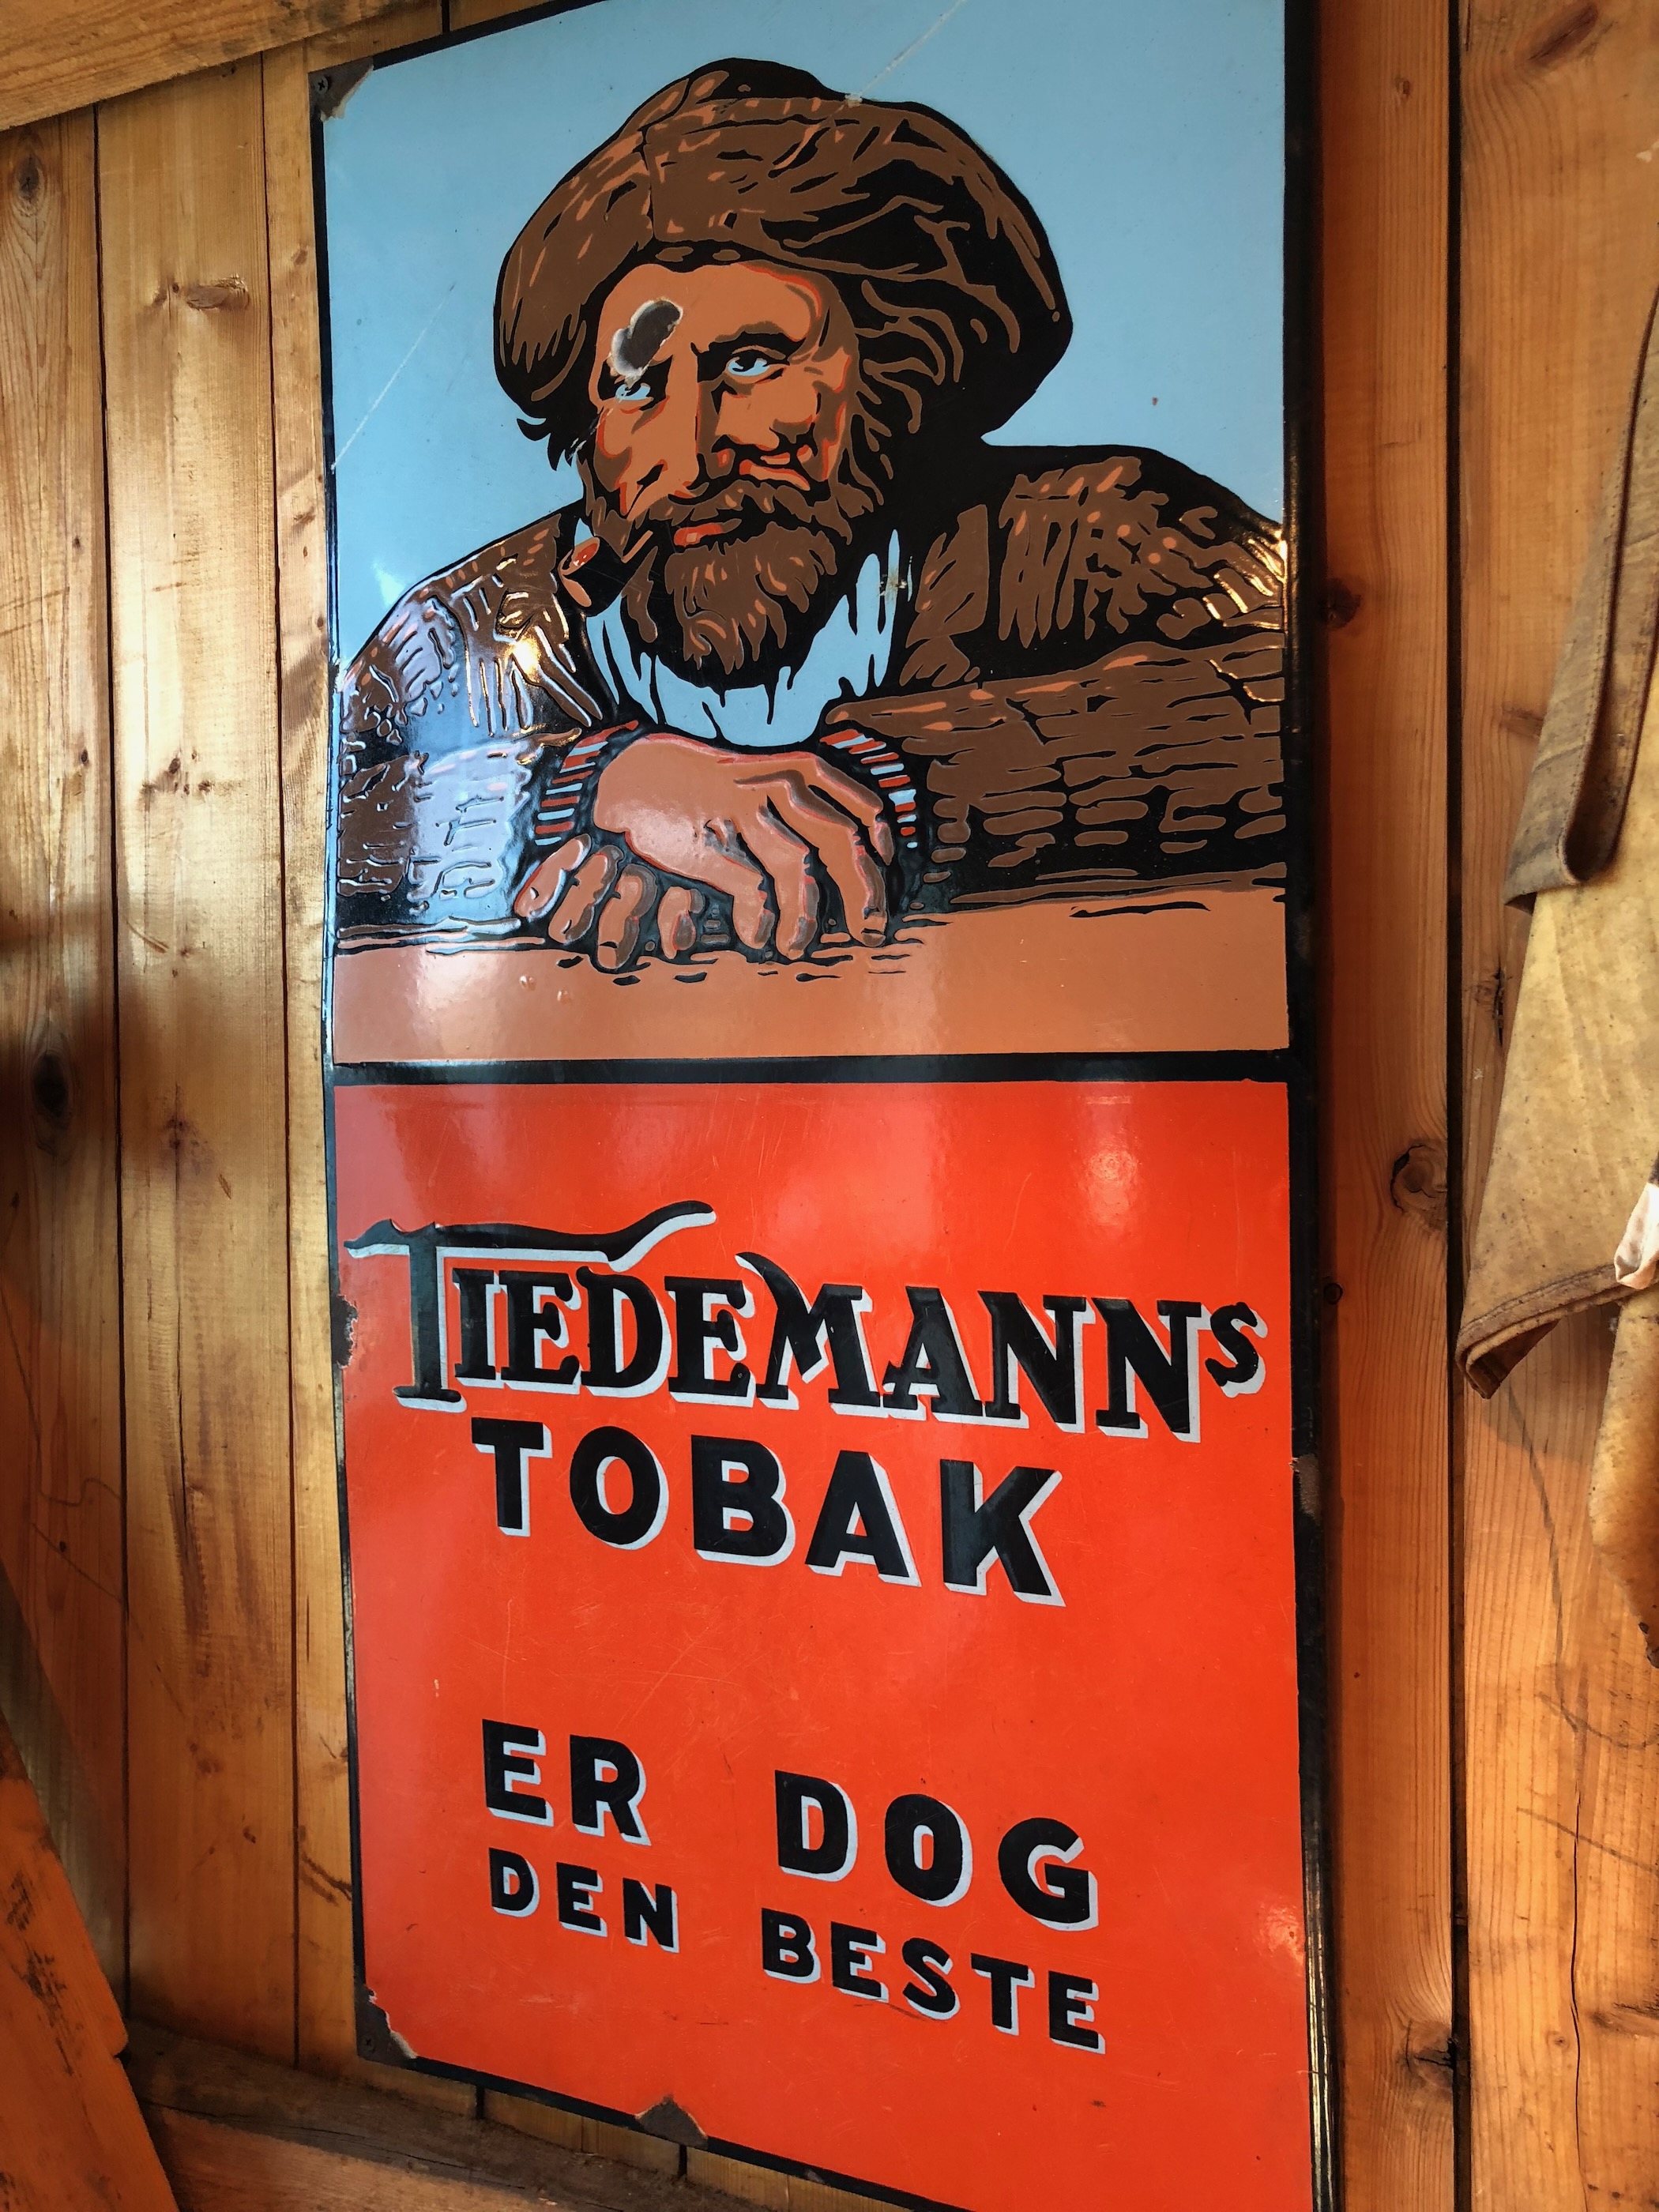 TIEDEMANNS
TOBAK
ER DOG
DEN BESTE